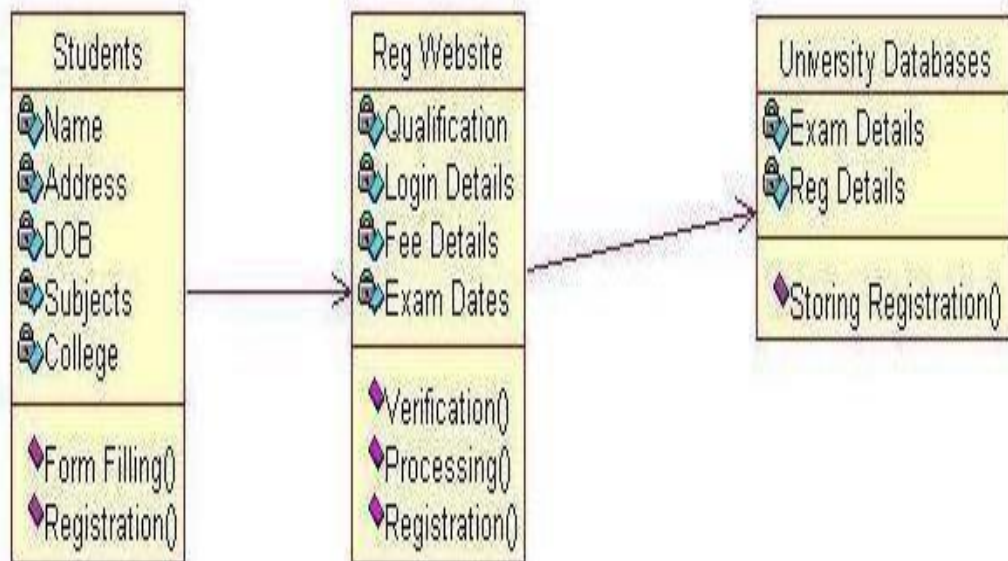 Students
Name
Address
DOB
Subjects
College
Form Filling()
Registration()
Reg Website
Qualification
Login Details
Fee Details
Exam Dates
Verification()
Processing()
Registration()
University Databases
Exam Details
Reg Details
Storing Registration()